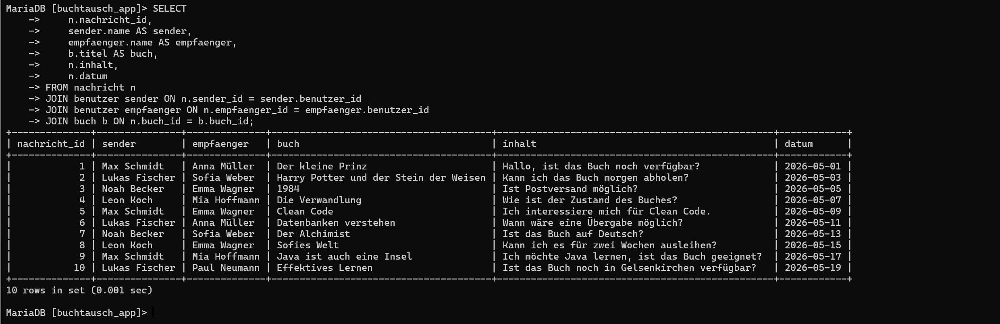 MariaDB [buchtausch_app]> SELECT
    ->     n.nachricht_id,
    ->     sender.name AS sender,
    ->     empfaenger.name AS empfaenger,
    ->     b.titel AS buch,
    ->     n.inhalt,
    ->     n.datum
    -> FROM nachricht n
    -> JOIN benutzer sender ON n.sender_id = sender.benutzer_id
    -> JOIN benutzer empfaenger ON n.empfaenger_id = empfaenger.benutzer_id
    -> JOIN buch b ON n.buch_id = b.buch_id;
+--------------+---------------+--------------+---------------------------------------+-------------------------------------------------+------------+
| nachricht_id | sender        | empfaenger   | buch                                  | inhalt                                          | datum      |
+--------------+---------------+--------------+---------------------------------------+-------------------------------------------------+------------+
|            1 | Max Schmidt   | Anna Müller  | Der kleine Prinz                      | Hallo, ist das Buch noch verfügbar?             | 2026-05-01 |
|            2 | Lukas Fischer | Sofia Weber  | Harry Potter und der Stein der Weisen | Kann ich das Buch morgen abholen?               | 2026-05-03 |
|            3 | Noah Becker   | Emma Wagner  | 1984                                  | Ist Postversand möglich?                        | 2026-05-05 |
|            4 | Leon Koch     | Mia Hoffmann | Die Verwandlung                       | Wie ist der Zustand des Buches?                 | 2026-05-07 |
|            5 | Max Schmidt   | Emma Wagner  | Clean Code                            | Ich interessiere mich für Clean Code.           | 2026-05-09 |
|            6 | Lukas Fischer | Anna Müller  | Datenbanken verstehen                 | Wann wäre eine Übergabe möglich?                | 2026-05-11 |
|            7 | Noah Becker   | Sofia Weber  | Der Alchimist                         | Ist das Buch auf Deutsch?                       | 2026-05-13 |
|            8 | Leon Koch     | Emma Wagner  | Sofies Welt                           | Kann ich es für zwei Wochen ausleihen?          | 2026-05-15 |
|            9 | Max Schmidt   | Mia Hoffmann | Java ist auch eine Insel              | Ich möchte Java lernen, ist das Buch geeignet?  | 2026-05-17 |
|           10 | Lukas Fischer | Paul Neumann | Effektives Lernen                     | Ist das Buch noch in Gelsenkirchen verfügbar?   | 2026-05-19 |
+--------------+---------------+--------------+---------------------------------------+-------------------------------------------------+------------+
10 rows in set (0.001 sec)
MariaDB [buchtausch_app]>